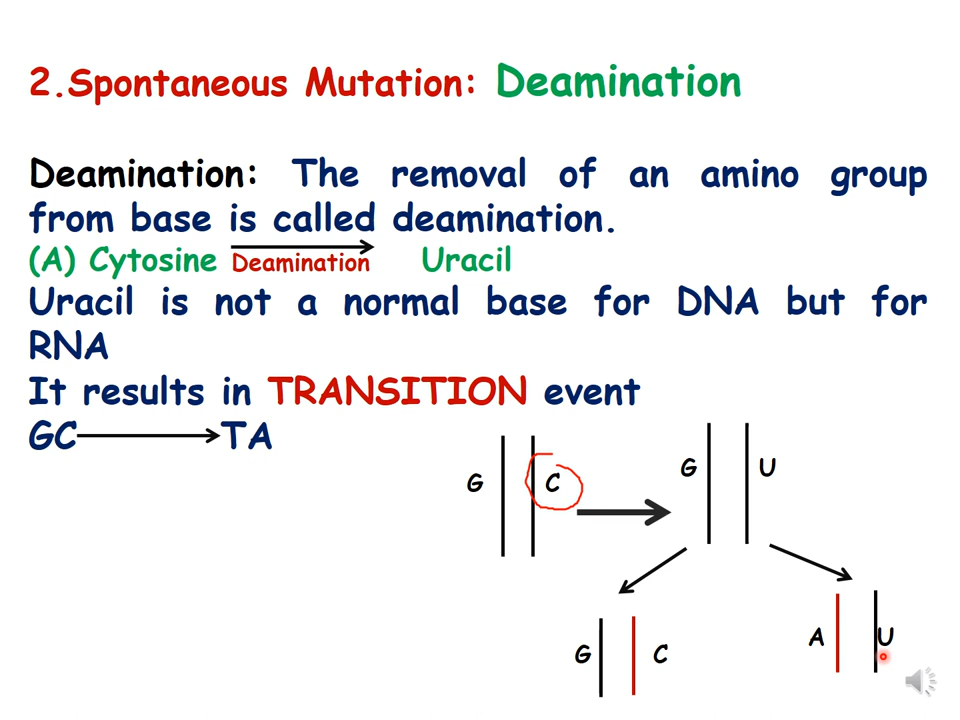 2.Spontaneous Mutation: Deamination
Deamination: The removal of an amino group
from base is called deamination.
(A) Cytosine Deamination Uracil
Uracil is not a normal base for DNA but for
RNA
It results in TRANSITION event
GC TA
G C G U
G C A U